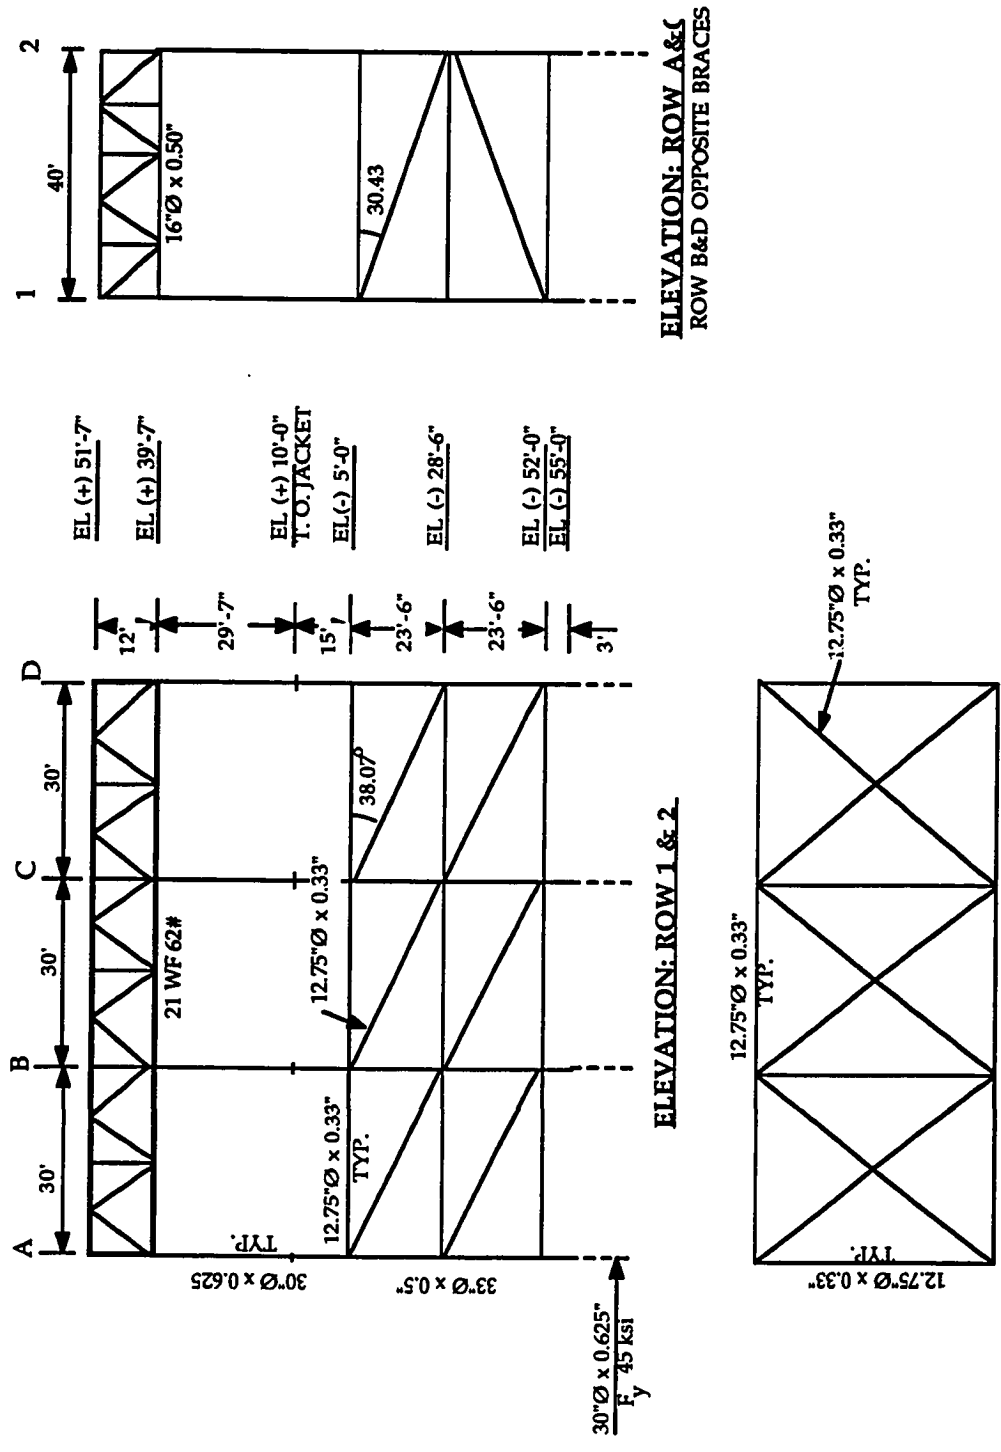 1
2
40'
16"Ø x 0.50"
30.43
ELEVATION: ROW A&C
ROW B&D OPPOSITE BRACES
EL (+) 51'-7"
EL (+) 39'-7"
EL (+) 10'-0"
T. O. JACKET
EL(-) 5'-0"
EL (-) 28'-6"
EL (-) 52'-0"
EL (-) 55'-0"
12'
29'-7"
15'
23'-6"
23'-6"
3'
A
B
C
D
30'
30'
30'
21 WF 62#
30"Ø x 0.625
TYP.
33"Ø x 0.5"
12.75"Ø x 0.33"
TYP.
12.75"Ø x 0.33"
38.07°
30"Ø x 0.625"
Fy 45 ksi
ELEVATION: ROW 1 & 2
12.75"Ø x 0.33"
TYP.
12.75"Ø x 0.33"
TYP.
12.75"Ø x 0.33"
TYP.